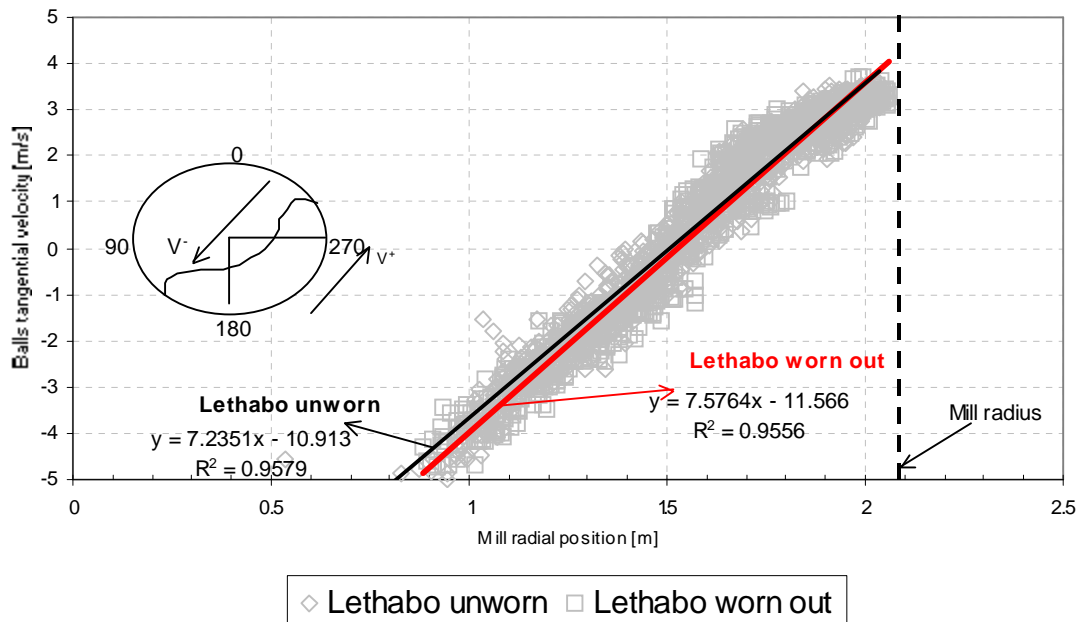 5
4
3
2
1
0
-1
-2
-3
-4
-5
Balls tangential velocity [m/s]
0
90
V-
270
V+
180
Lethabo worn out
y = 7.5764x - 11.566
R² = 0.9556
Lethabo unworn
y = 7.2351x - 10.913
R² = 0.9579
Mill radius
0
0.5
1
1.5
2
2.5
Mill radial position [m]
Lethabo unworn
Lethabo worn out